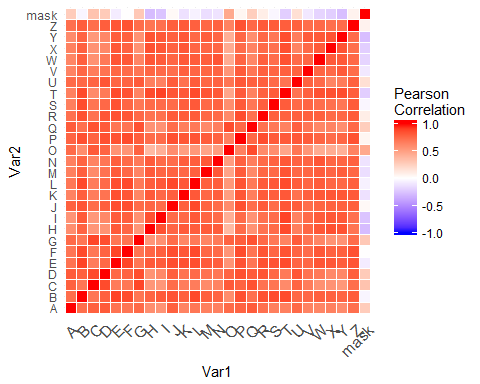 mask
Z
Y
X
W
V
U
T
S
R
Q
P
O
N
M
L
K
J
I
H
G
F
E
D
C
B
A
Var2
A B C D E F G H I J K L M N O P Q R S T U V W X Y Z mask
Var1
Pearson
Correlation
1.0
0.5
0.0
-0.5
-1.0